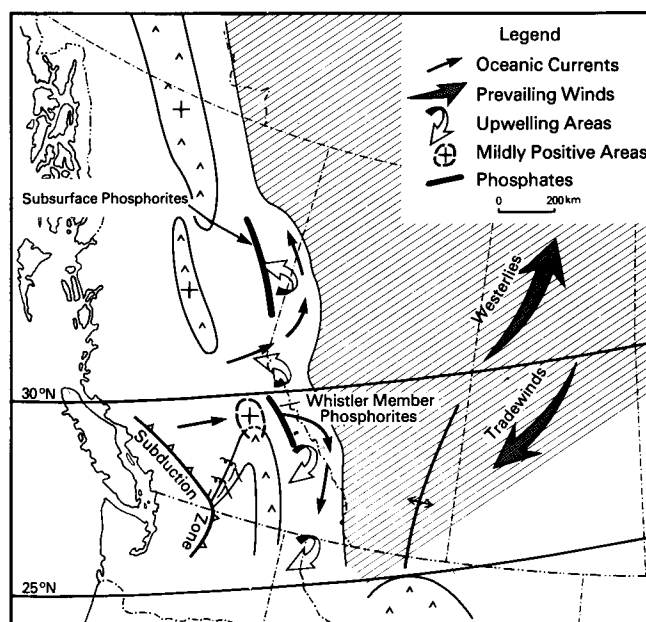 Legend
Oceanic Currents
Prevailing Winds
Upwelling Areas
Mildly Positive Areas
Phosphates
0 200 km
Subsurface Phosphorites
Westerlies
30°N
Whistler Member
Phosphorites
Tradewinds
Subduction
Zone
25°N